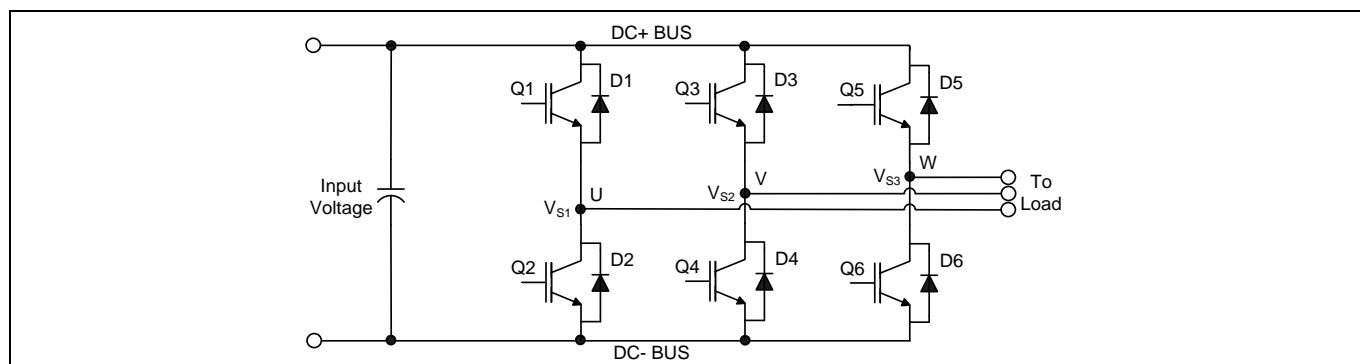 DC+ BUS
Q1
D1
Q3
D3
Q5
D5
Input
Voltage
U
V
W
VS1
VS2
VS3
To
Load
Q2
D2
Q4
D4
Q6
D6
DC- BUS